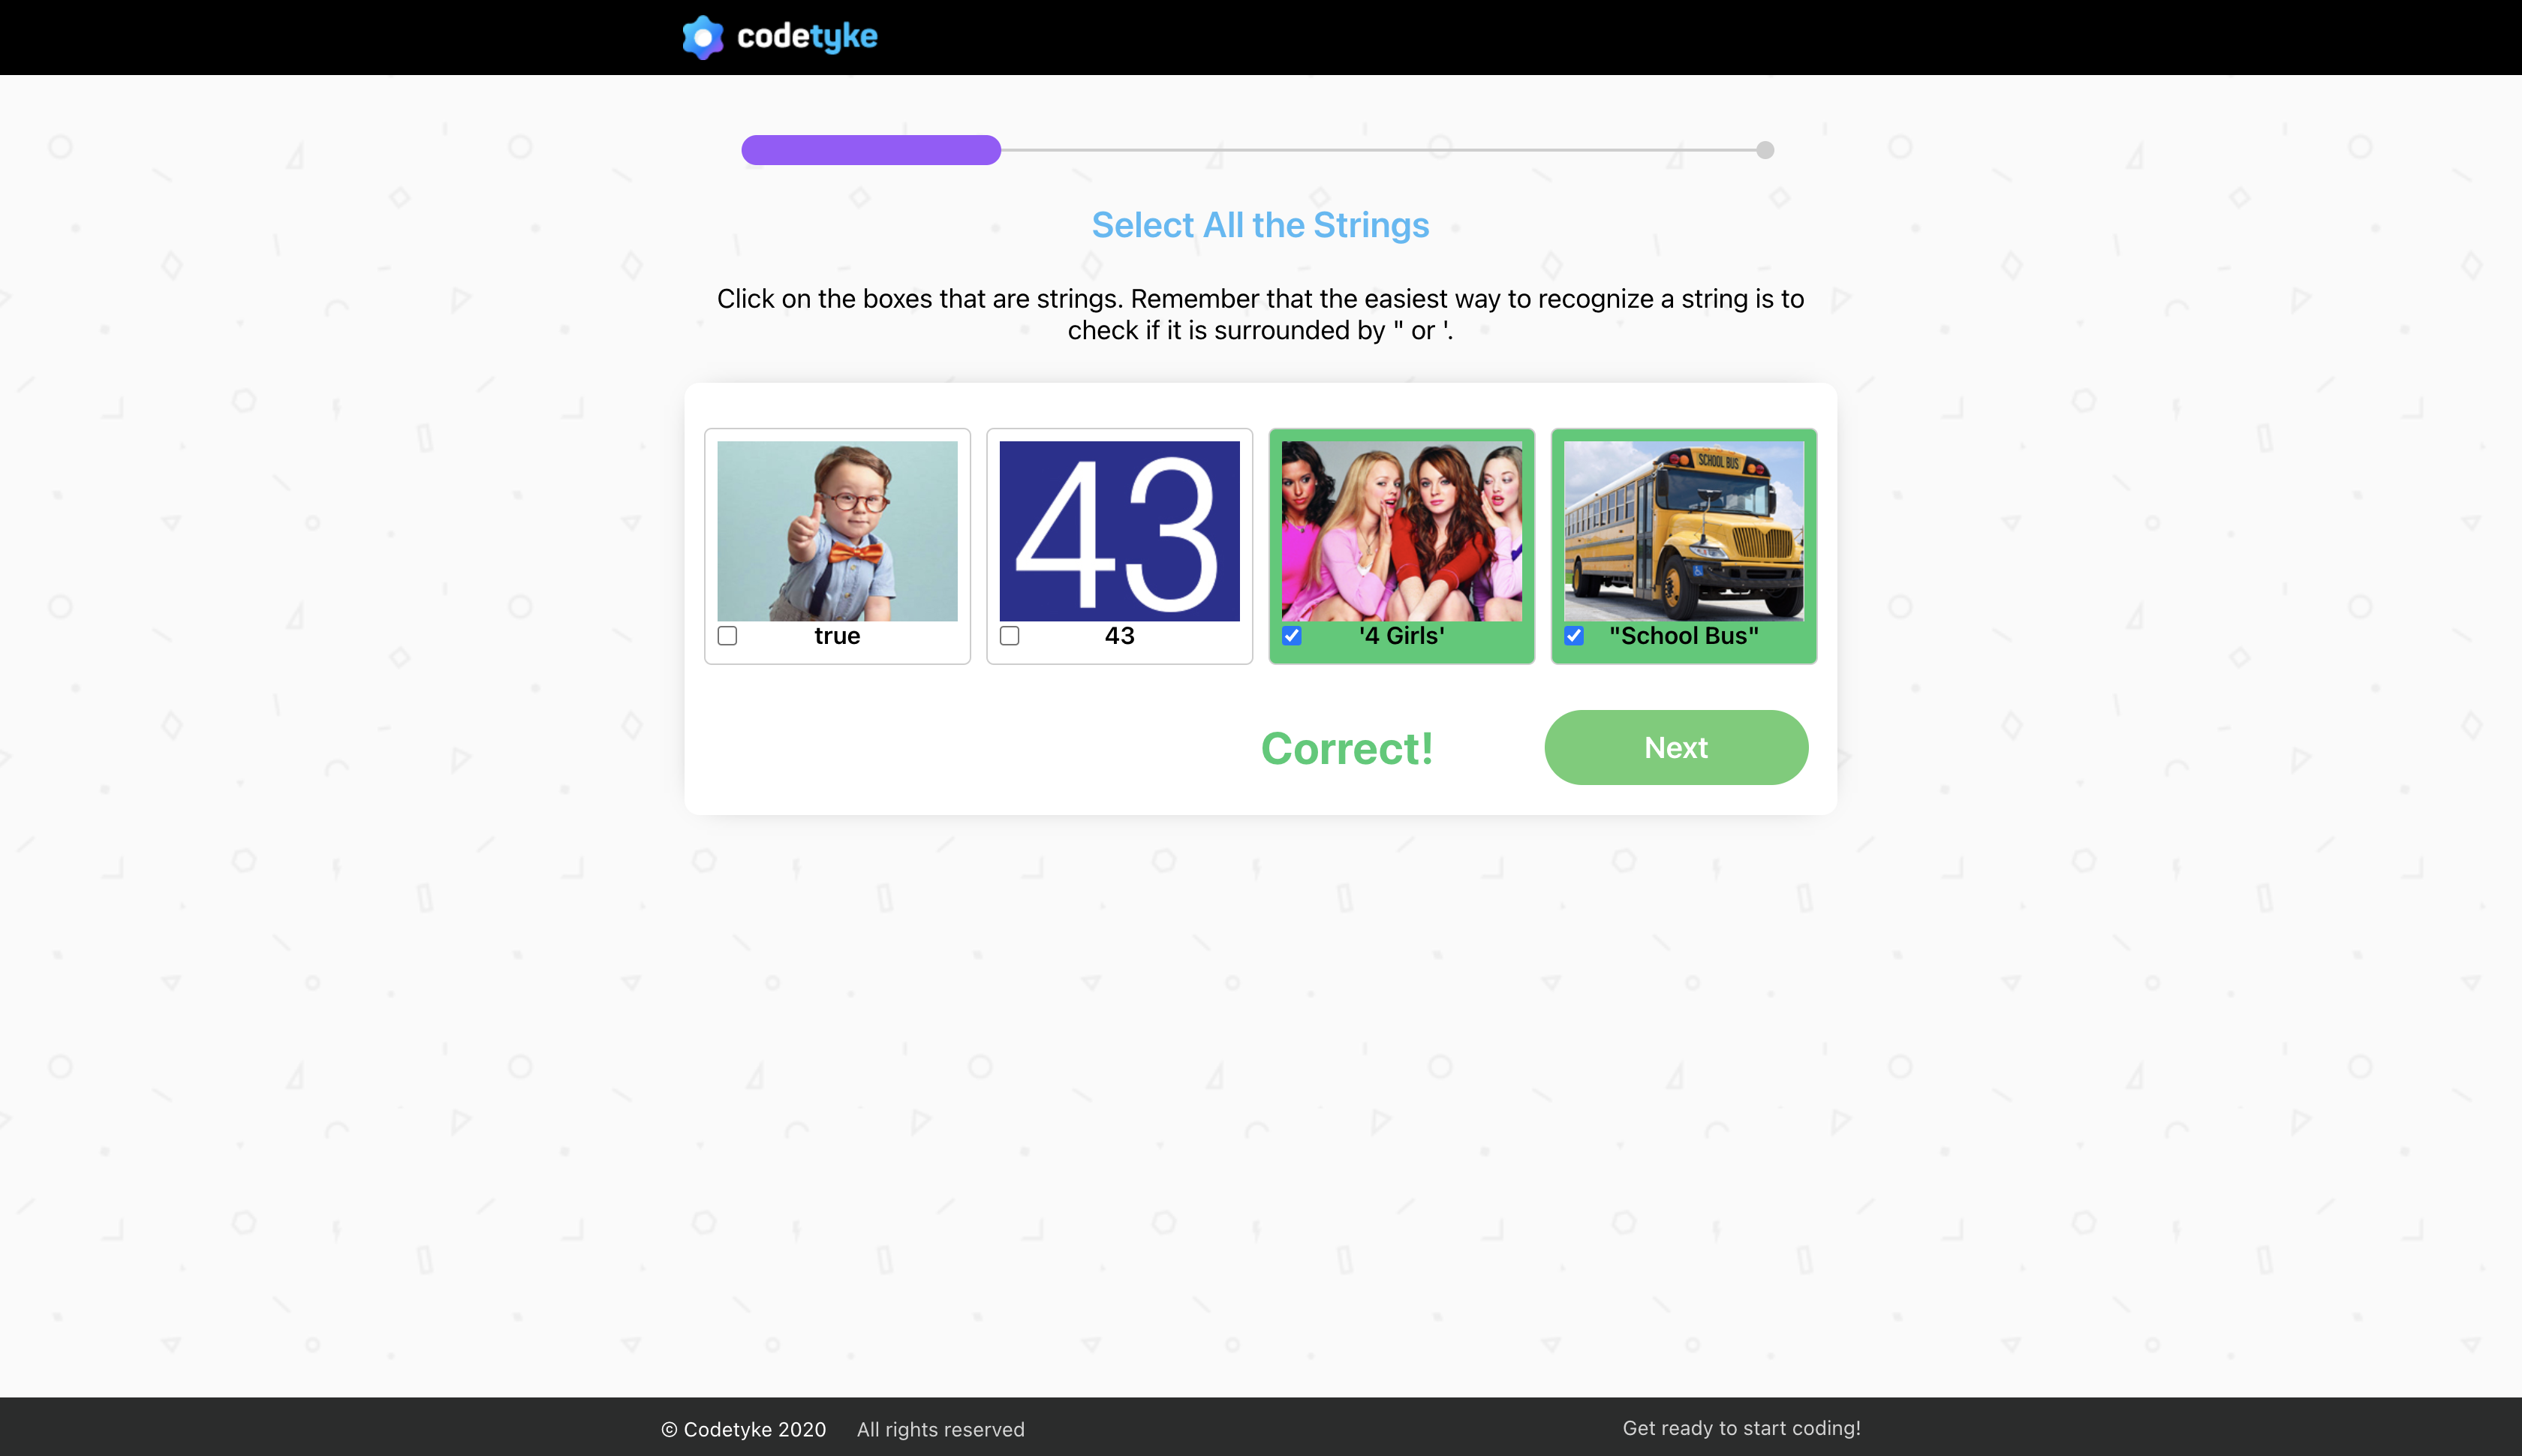 codetyke
Select All the Strings
Click on the boxes that are strings. Remember that the easiest way to recognize a string is to
check if it is surrounded by " or '.
43
SCHOOL BUS
true
43
'4 Girls'
"School Bus"
Correct!
Next
© Codetyke 2020
All rights reserved
Get ready to start coding!